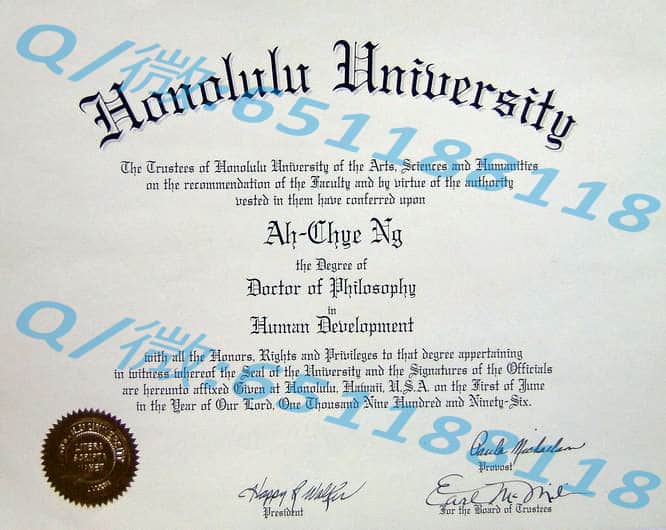 Honolulu University
The Trustees of Honolulu University of the Arts, Sciences and Humanities
on the recommendation of the Faculty and by virtue of the authority
vested in them have conferred upon
Ah-Chye Ng
the Degree of
Doctor of Philosophy
in
Human Development
with all the Honors, Rights and Privileges to that degree appertaining
in witness whereof the Seal of the University and the Signatures of the Officials
are hereunto affixed Given at Honolulu, Hawaii, U.S.A. on the First of June
in the Year of Our Lord, One Thousand Nine Hundred and Ninety-Six.
Provost
President
For the Board of Trustees
Q/微:651188118
Q/微:651188118